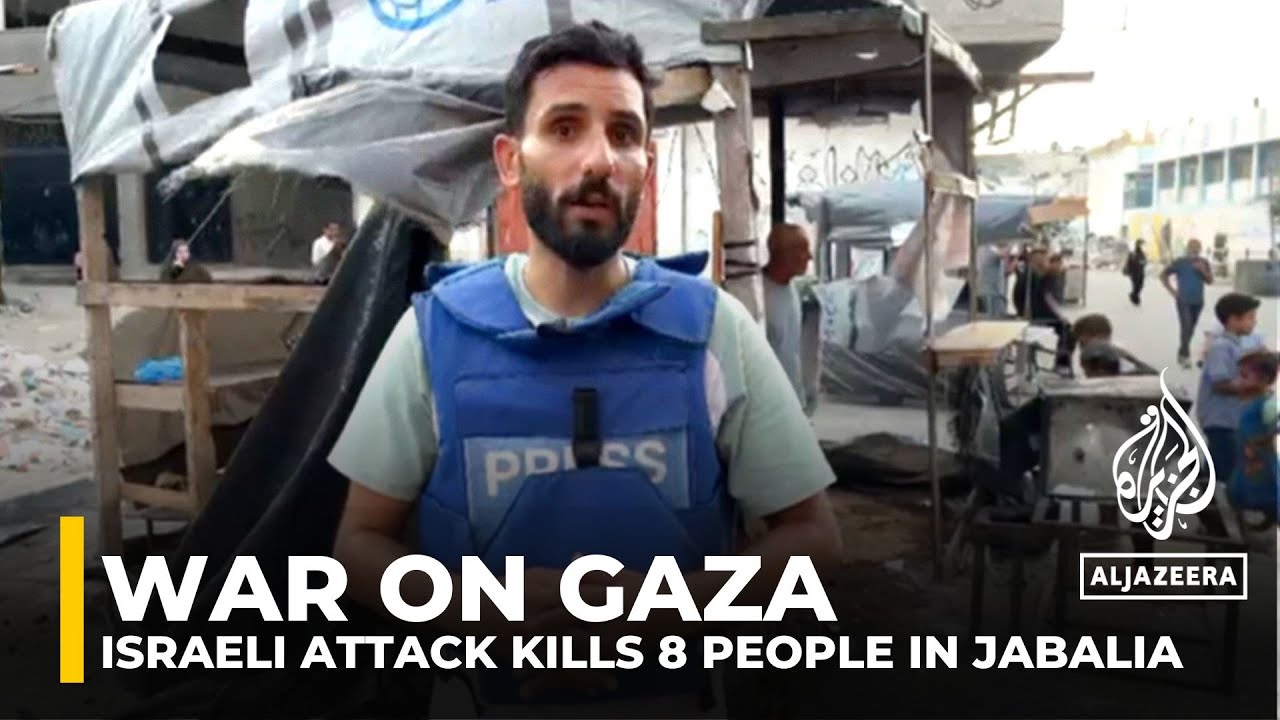 PRESS
الجزيرة
ALJAZEERA
WAR ON GAZA
ISRAELI ATTACK KILLS 8 PEOPLE IN JABALIA